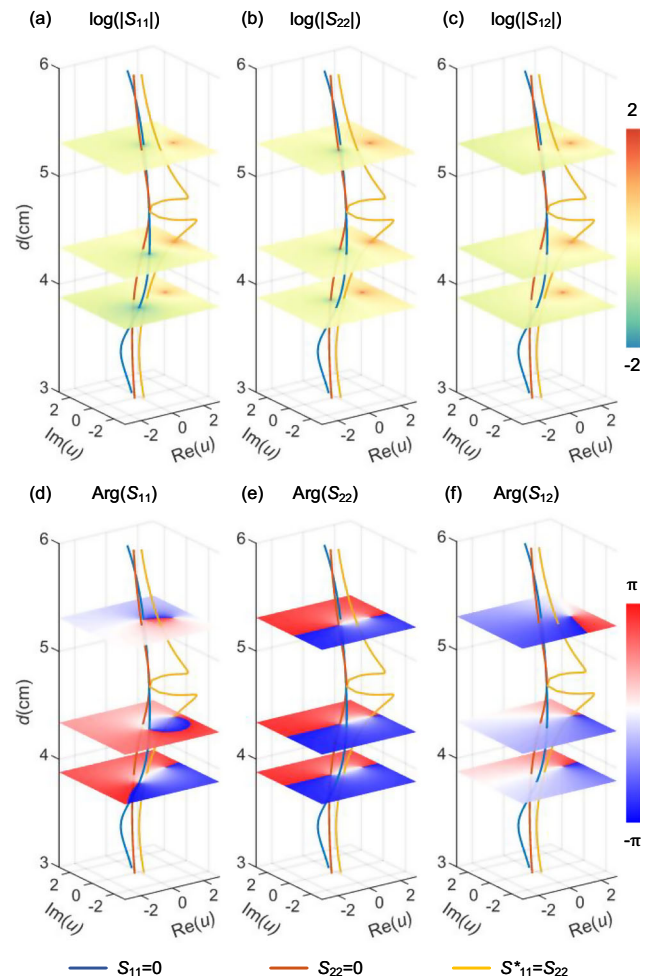 (a) log(|S₁₁|) (b) log(|S₂₂|) (c) log(|S₁₂|)
6
5
4
3
d(cm)
2 0 -2 -2 0 2
Im(u) Re(u)
2 0 -2 -2 0 2
Im(u) Re(u)
2 0 -2 -2 0 2
Im(u) Re(u)
6
5
4
3
6
5
4
3
2
-2
(d) Arg(S₁₁) (e) Arg(S₂₂) (f) Arg(S₁₂)
6
5
4
3
d(cm)
2 0 -2 -2 0 2
Im(u) Re(u)
6
5
4
3
2 0 -2 -2 0 2
Im(u) Re(u)
6
5
4
3
2 0 -2 -2 0 2
Im(u) Re(u)
π
-π
S₁₁=0 S₂₂=0 S*₁₁=S₂₂